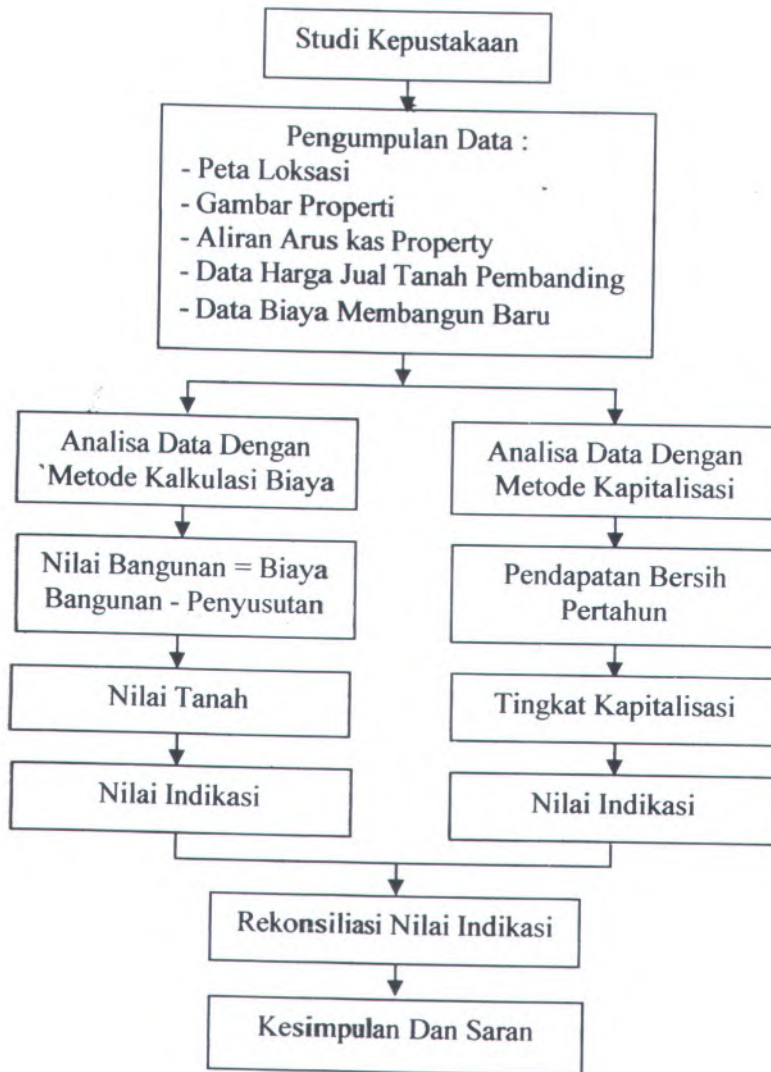 Studi Kepustakaan
Pengumpulan Data :
- Peta Loksasi
- Gambar Properti
- Aliran Arus kas Property
- Data Harga Jual Tanah Pembanding
- Data Biaya Membangun Baru
Analisa Data Dengan
Metode Kalkulasi Biaya
Nilai Bangunan = Biaya
Bangunan - Penyusutan
Nilai Tanah
Nilai Indikasi
Analisa Data Dengan
Metode Kapitalisasi
Pendapatan Bersih
Pertahun
Tingkat Kapitalisasi
Nilai Indikasi
Rekonsiliasi Nilai Indikasi
Kesimpulan Dan Saran